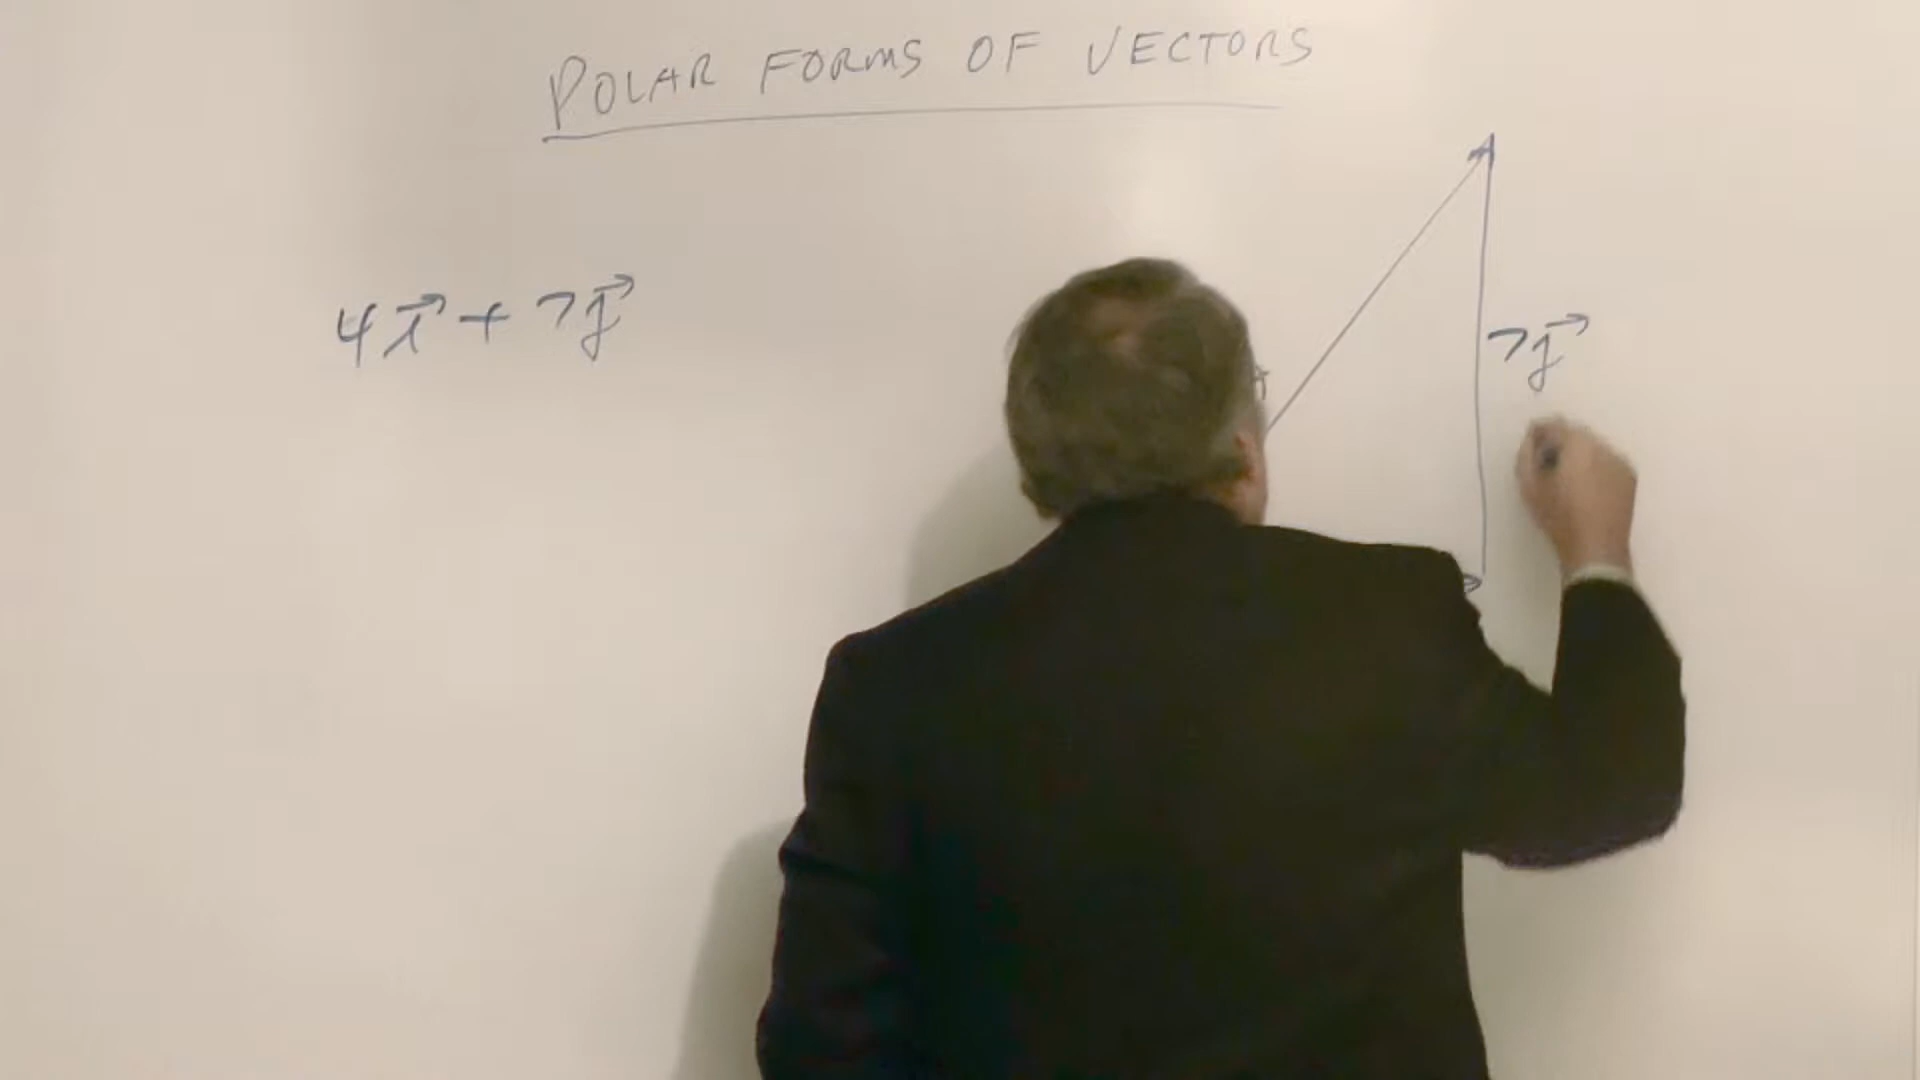 POLAR FORMS OF VECTORS
4i⃗ + 7j⃗
7j⃗